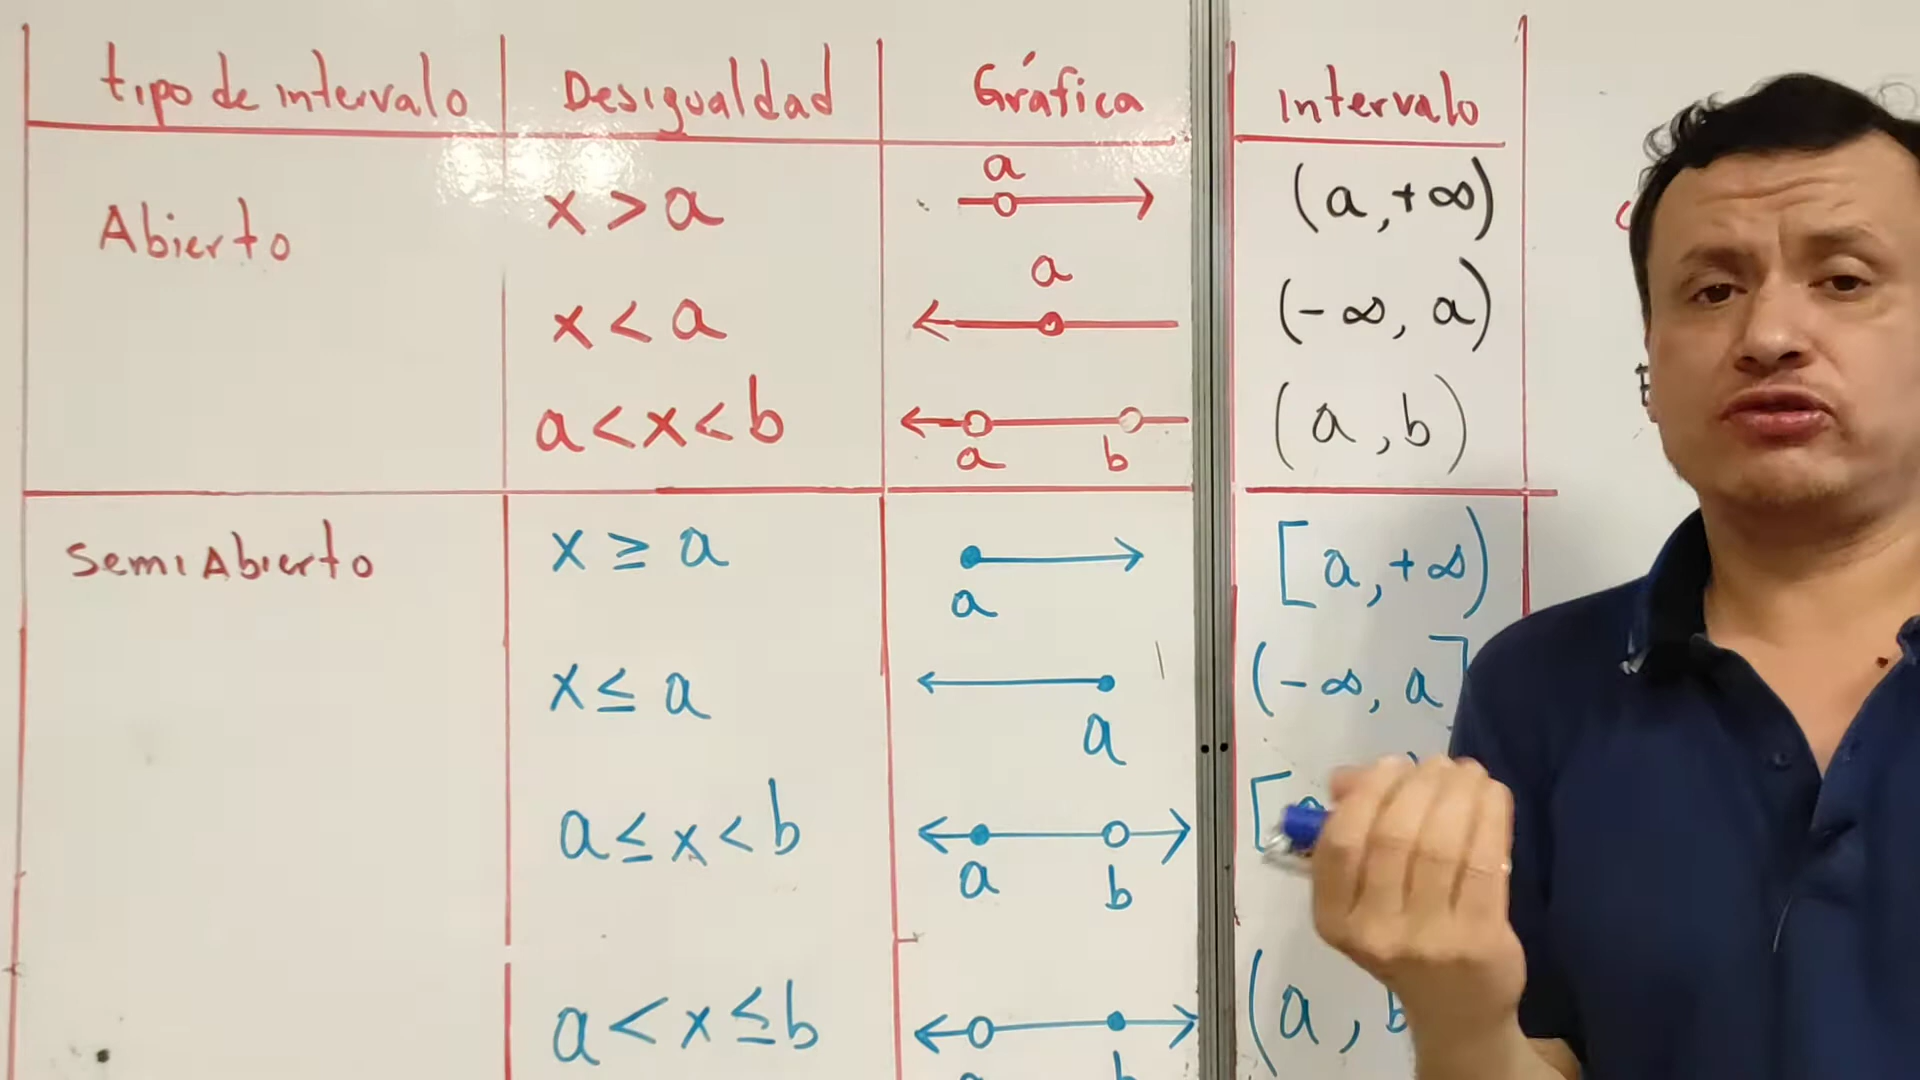 tipo de intervalo Desigualdad Gráfica Intervalo
Abierto x > a a (a, +∞)
x < a a (-∞, a)
a < x < b a b (a, b)
SemiAbierto x ≥ a a [a, +∞)
x ≤ a a (-∞, a]
a ≤ x < b a b [a
a < x ≤ b b (a, b